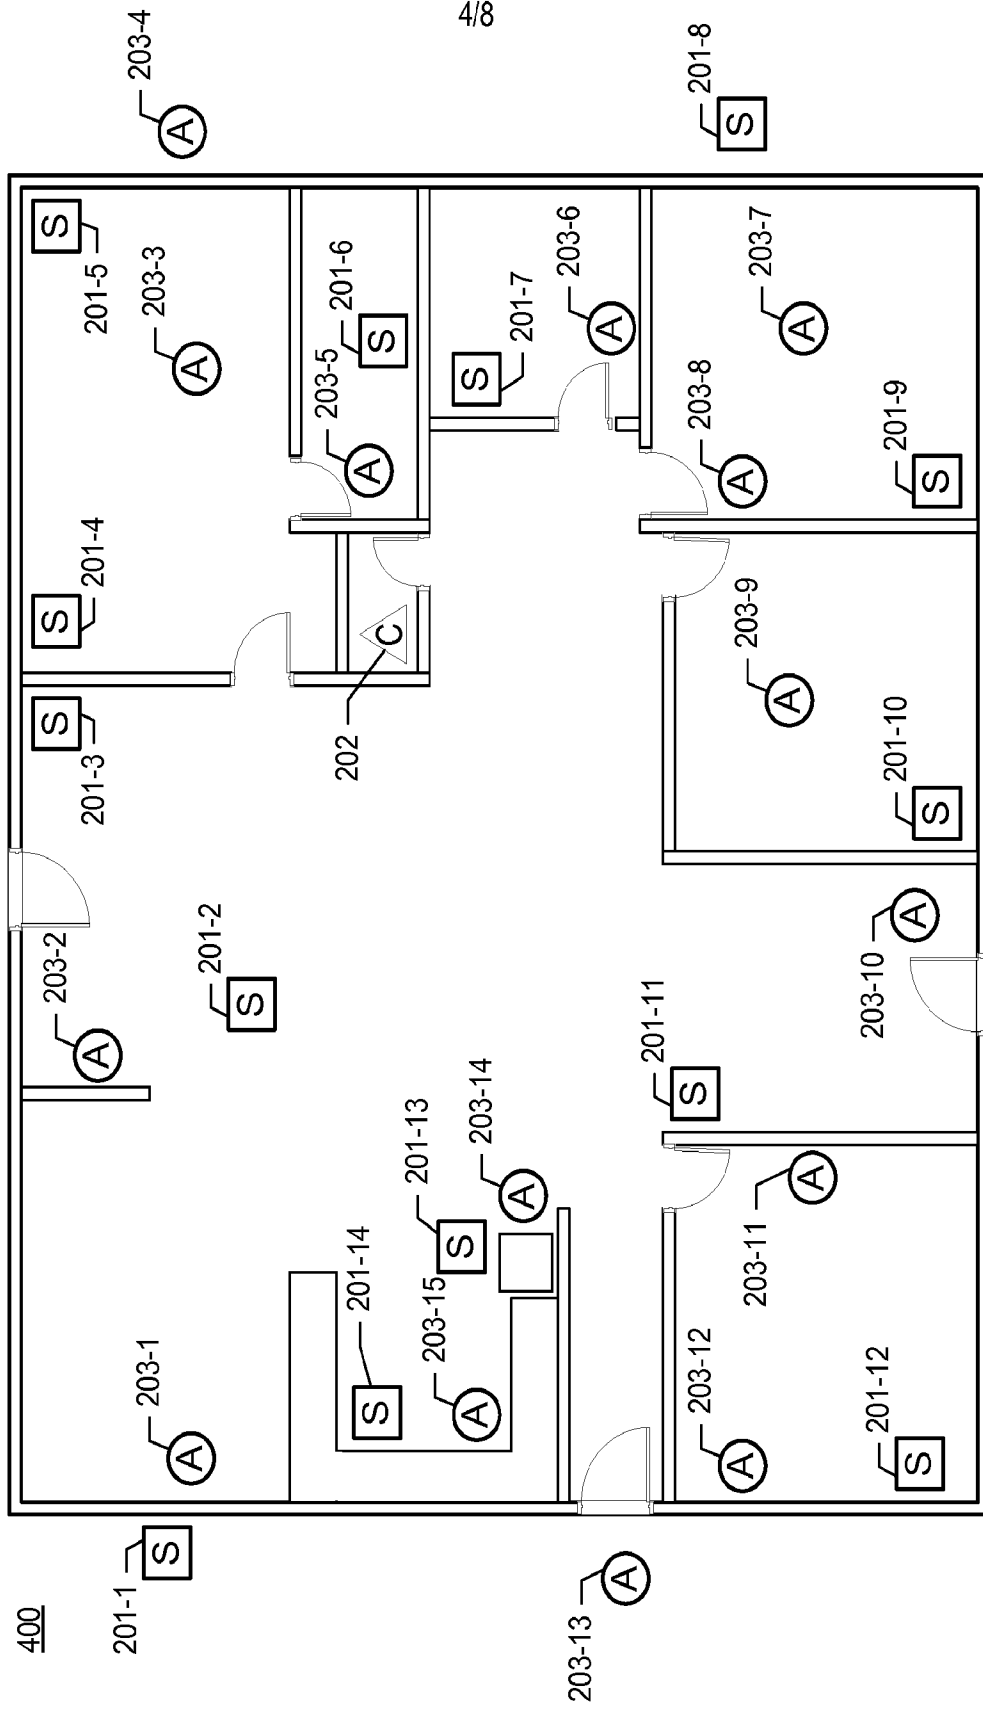 4/8
400
201-1
S
203-1
A
203-2
A
201-2
S
201-3
S
201-4
S
201-5
S
203-3
A
203-4
A
203-5
A
201-6
S
202
C
201-7
S
203-6
A
201-8
S
203-7
A
203-8
A
201-9
S
203-9
A
201-10
S
203-10
A
201-11
S
203-11
A
203-12
A
201-12
S
203-13
A
201-13
S
203-14
A
201-14
S
203-15
A